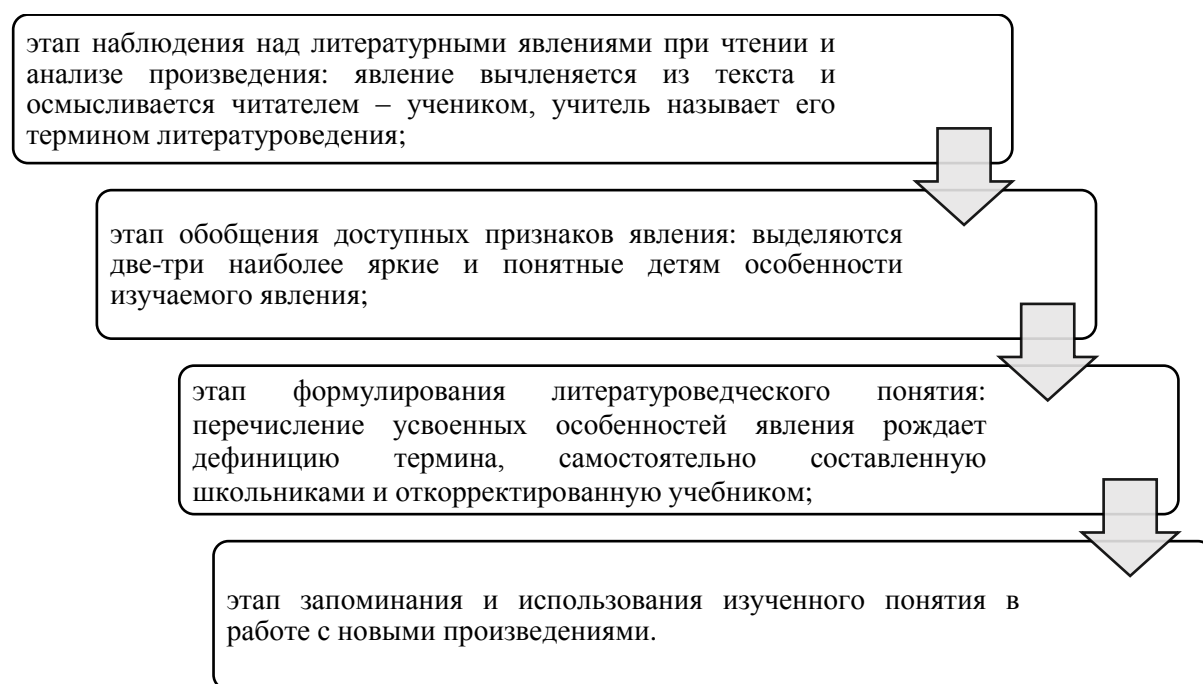 этап наблюдения над литературными явлениями при чтении и
анализе произведения: явление вычленяется из текста и
осмысливается читателем – учеником, учитель называет его
термином литературоведения;
этап обобщения доступных признаков явления: выделяются
две-три наиболее яркие и понятные детям особенности
изучаемого явления;
этап формулирования литературоведческого понятия:
перечисление усвоенных особенностей явления рождает
дефиницию термина, самостоятельно составленную
школьниками и откорректированную учебником;
этап запоминания и использования изученного понятия в
работе с новыми произведениями.